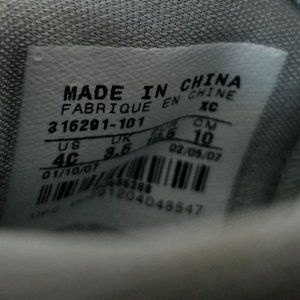 MADE IN CHINA
FABRIQUE EN CHINE XC
316291-101
US UK CM
4C 3.5 10
01/10/07 02/05/07
91204048547